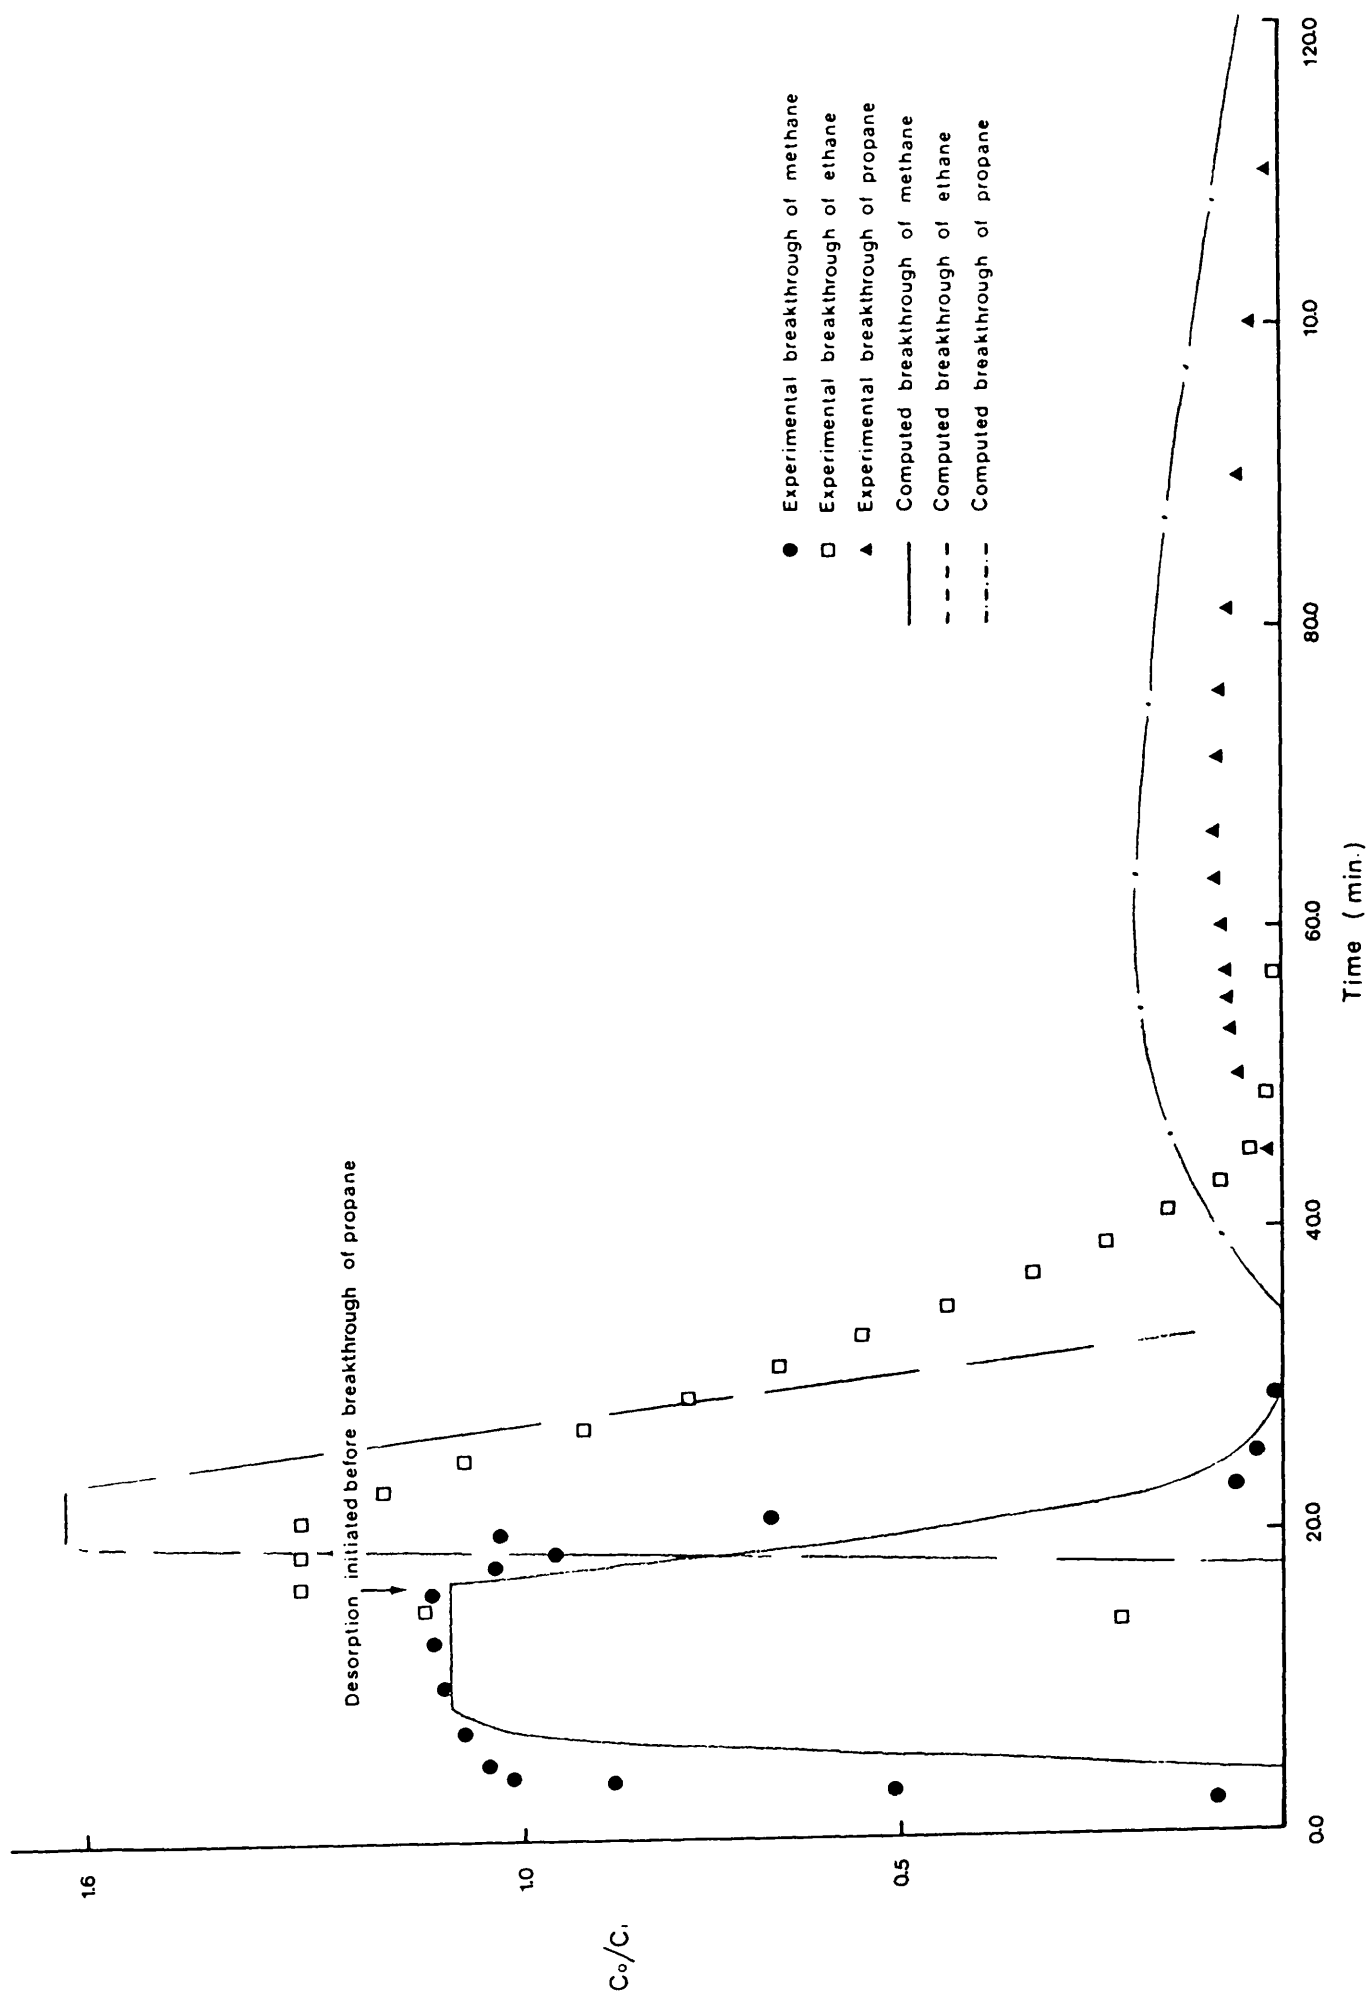 1.6
1.0
0.5
Co/Ci
Desorption initiated before breakthrough of propane
Experimental breakthrough of methane
Experimental breakthrough of ethane
Experimental breakthrough of propane
Computed breakthrough of methane
Computed breakthrough of ethane
Computed breakthrough of propane
0.0
20.0
40.0
60.0
80.0
10.0
120.0
Time (min.)